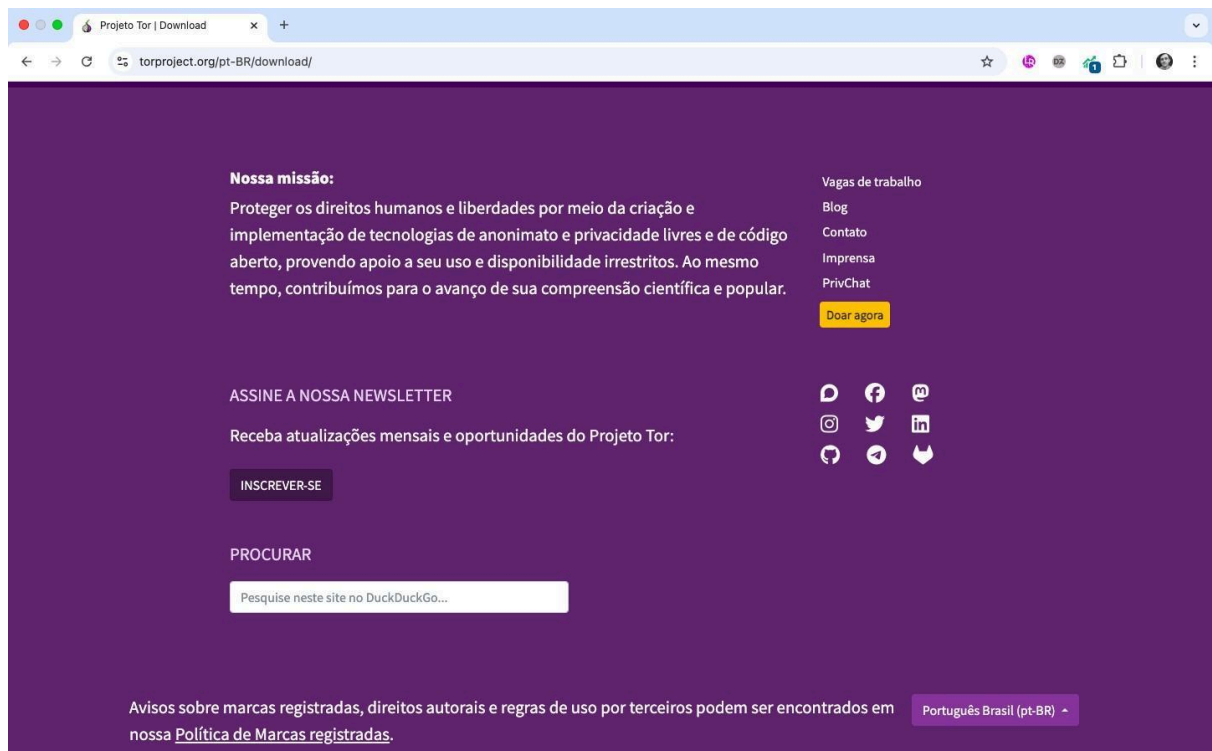 Projeto Tor | Download
torproject.org/pt-BR/download/
LR
DZ
1
Nossa missão:
Proteger os direitos humanos e liberdades por meio da criação e
implementação de tecnologias de anonimato e privacidade livres e de código
aberto, provendo apoio a seu uso e disponibilidade irrestritos. Ao mesmo
tempo, contribuímos para o avanço de sua compreensão científica e popular.
Vagas de trabalho
Blog
Contato
Imprensa
PrivChat
Doar agora
ASSINE A NOSSA NEWSLETTER
Receba atualizações mensais e oportunidades do Projeto Tor:
INSCREVER-SE
PROCURAR
Pesquise neste site no DuckDuckGo...
Avisos sobre marcas registradas, direitos autorais e regras de uso por terceiros podem ser encontrados em
nossa Política de Marcas registradas.
Português Brasil (pt-BR)